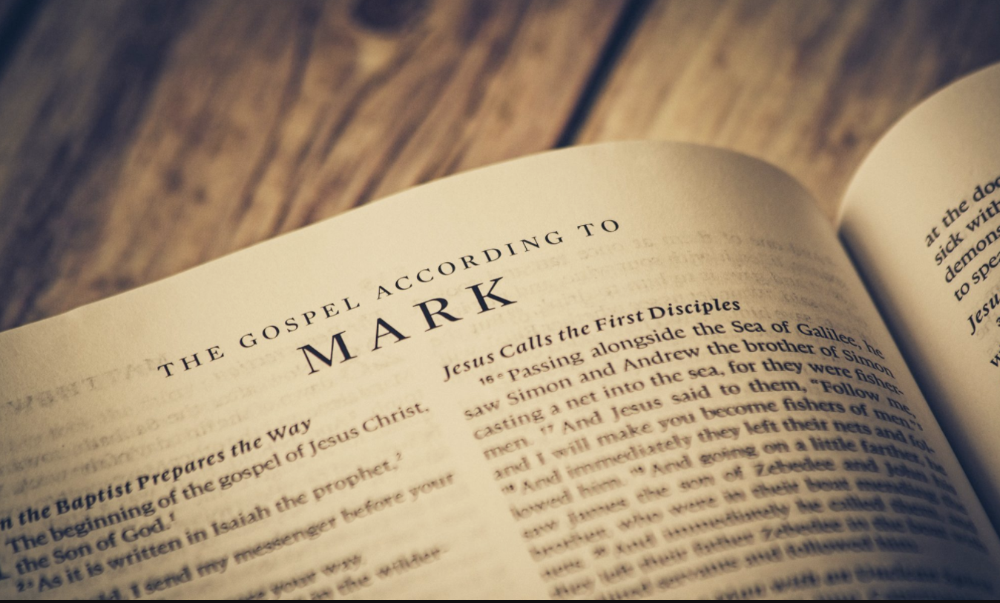 THE GOSPEL ACCORDING TO
MARK
n the Baptist Prepares the Way
The beginning of the gospel of Jesus Christ,
the Son of God.¹
² As it is written in Isaiah the prophet,²
I send my messenger before your
your way
in the wilder-
Jesus Calls the First Disciples
¹⁶ Passing alongside the Sea of Galilee, he
saw Simon and Andrew the brother of Simon
casting a net into the sea, for they were fisher-
men. ¹⁷ And Jesus said to them, “Follow me,
and I will make you become fishers of men.”
And immediately they left their nets and fol-
lowed him. ¹⁹ And going on a little farther, he
saw James the son of Zebedee and John his
brother, who were in their boat mending the
nets. ²⁰ And immediately he called them, and
they left their father Zebedee in the boat with
the hired servants and followed him.
at the doo
sick with
demons
to spea
Jesu